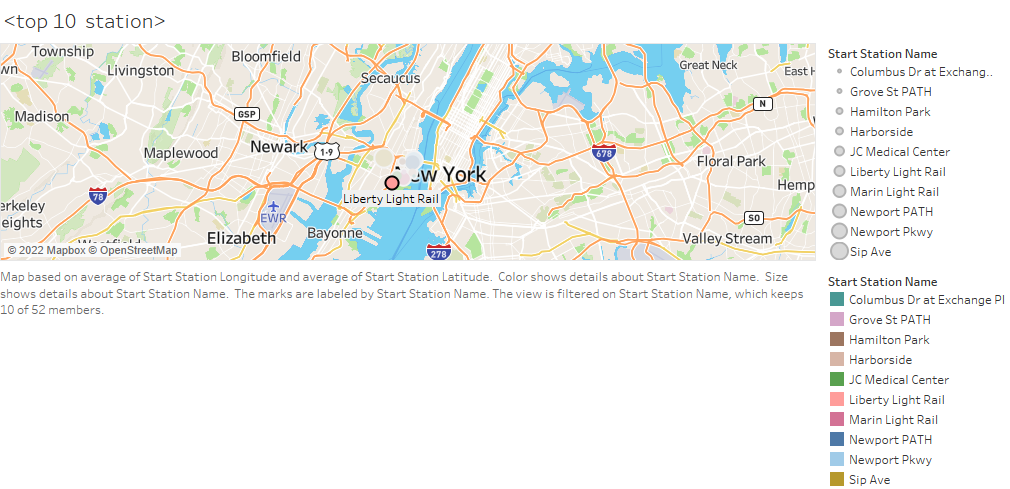 <top 10  station>
Township
Bloomfield
wn
Livingston
Secaucus
Great Neck
East H
Madison
GSP
N
Newark
1-9
Maplewood
678
Floral Park
New York
78
Liberty Light Rail
Hemp
erkeley
eights
EWR
SO
Elizabeth
Bayonne
Valley Stream
Westfield
278
© 2022 Mapbox © OpenStreetMap
Map based on average of Start Station Longitude and average of Start Station Latitude.  Color shows details about Start Station Name.  Size
shows details about Start Station Name.  The marks are labeled by Start Station Name. The view is filtered on Start Station Name, which keeps
10 of 52 members.
Start Station Name
Columbus Dr at Exchang..
Grove St PATH
Hamilton Park
Harborside
JC Medical Center
Liberty Light Rail
Marin Light Rail
Newport PATH
Newport Pkwy
Sip Ave
Start Station Name
Columbus Dr at Exchange Pl
Grove St PATH
Hamilton Park
Harborside
JC Medical Center
Liberty Light Rail
Marin Light Rail
Newport PATH
Newport Pkwy
Sip Ave